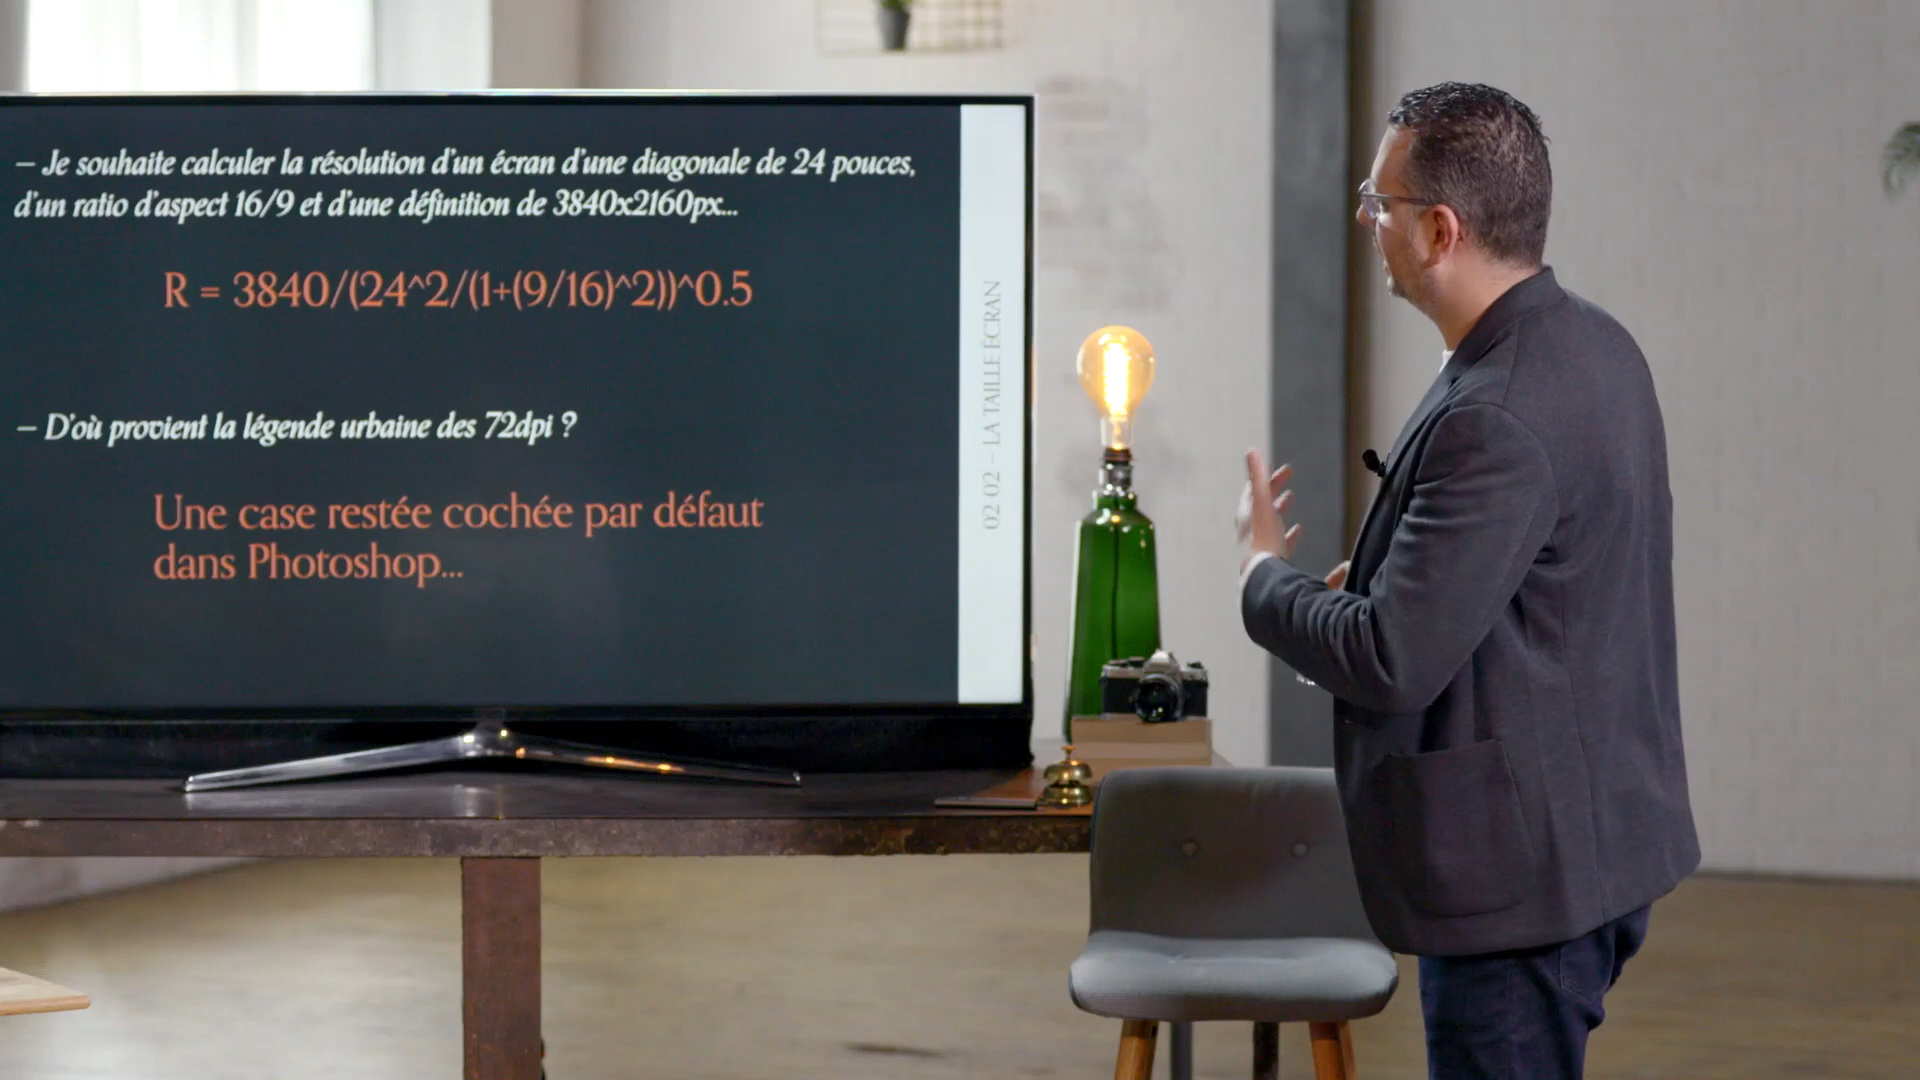 – Je souhaite calculer la résolution d'un écran d'une diagonale de 24 pouces,
d'un ratio d'aspect 16/9 et d'une définition de 3840x2160px...
R = 3840/(24^2/(1+(9/16)^2))^0.5
– D'où provient la légende urbaine des 72dpi ?
Une case restée cochée par défaut
dans Photoshop...
02 02 – LA TAILLE ÉCRAN